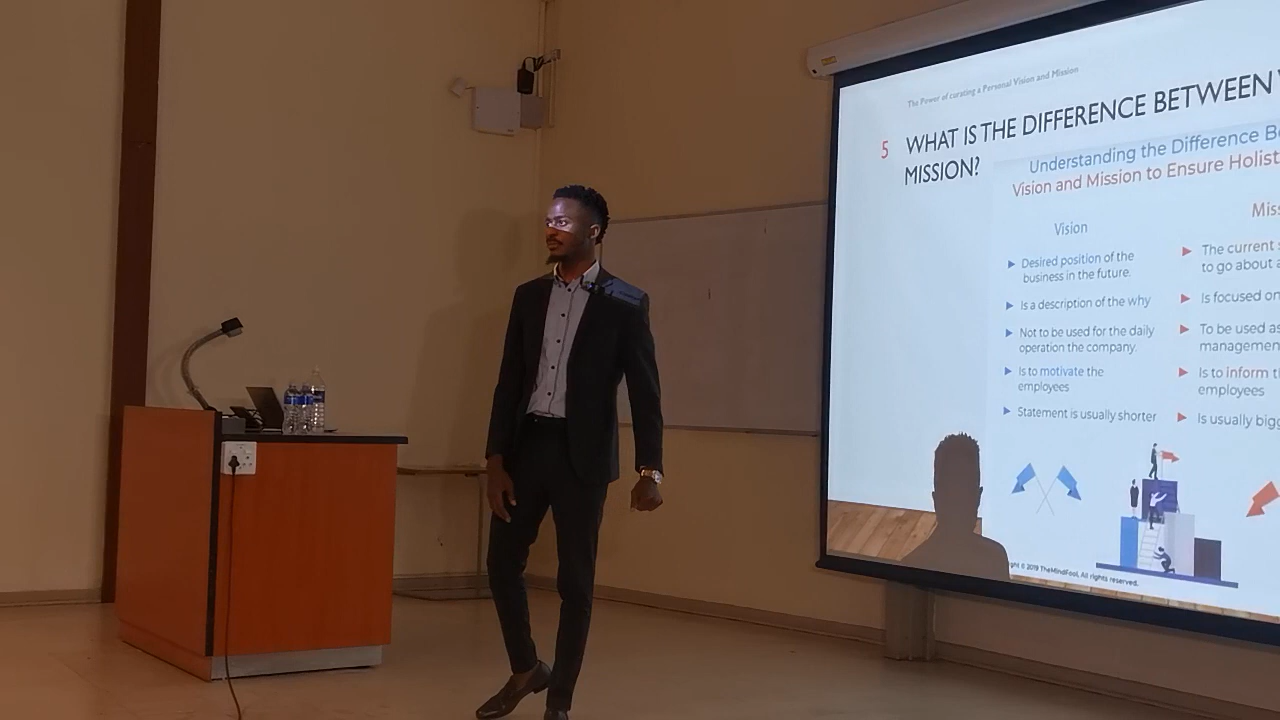 The Power of curating a Personal Vision and Mission
5 WHAT IS THE DIFFERENCE BETWEEN
MISSION?
Understanding the Difference
Vision and Mission to Ensure
Vision
Desired position of the
business in the future.
Is a description of the why
Not to be used for the daily
operation the company.
Is to motivate the
employees
Statement is usually shorter
The current
to go about
Is focused on
To be used as
Is to inform
employees
Is usually
© 2019 TheMindFool, All rights reserved.